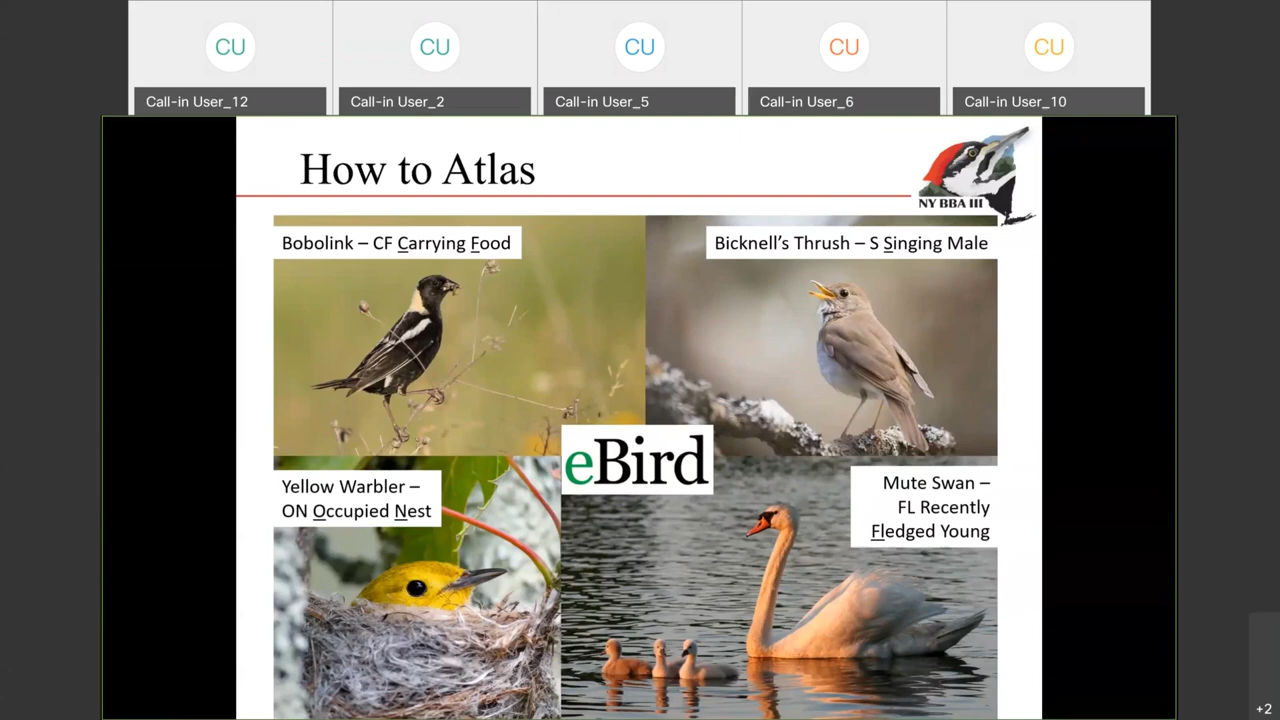 CU
CU
CU
CU
CU
Call-in User_12
Call-in User_2
Call-in User_5
Call-in User_6
Call-in User_10
How to Atlas
NY BBA III
Bobolink – CF Carrying Food
Bicknell's Thrush – S Singing Male
eBird
Yellow Warbler –
ON Occupied Nest
Mute Swan –
FL Recently
Fledged Young
+2